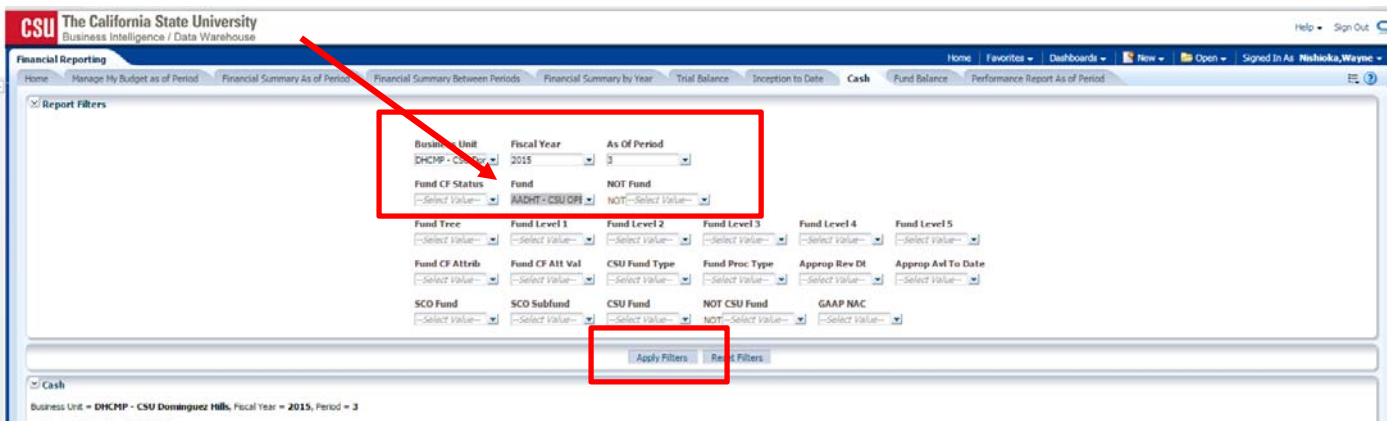 CSU The California State University
Business Intelligence / Data Warehouse
Help Sign Out
Financial Reporting Home Favorites Dashboards New Open Signed In As Nishioka,Wayne
Home Manage My Budget as of Period Financial Summary As of Period Financial Summary Between Periods Financial Summary by Year Trial Balance Inception to Date Cash Fund Balance Performance Report As of Period
Report Filters
Business Unit Fiscal Year As Of Period
DHCMP - CSU Dor 2015 3
Fund CF Status Fund NOT Fund
--Select Value-- AADHT - CSU OPE NOT --Select Value--
Fund Tree Fund Level 1 Fund Level 2 Fund Level 3 Fund Level 4 Fund Level 5
--Select Value-- --Select Value-- --Select Value-- --Select Value-- --Select Value-- --Select Value--
Fund CF Attrib Fund CF Att Val CSU Fund Type Fund Proc Type Approp Rev Dt Approp Avl To Date
--Select Value-- --Select Value-- --Select Value-- --Select Value-- --Select Value-- --Select Value--
SCO Fund SCO Subfund CSU Fund NOT CSU Fund GAAP NAC
--Select Value-- --Select Value-- --Select Value-- NOT --Select Value-- --Select Value--
Apply Filters Reset Filters
Cash
Business Unit = DHCMP - CSU Dominguez Hills, Fiscal Year = 2015, Period = 3